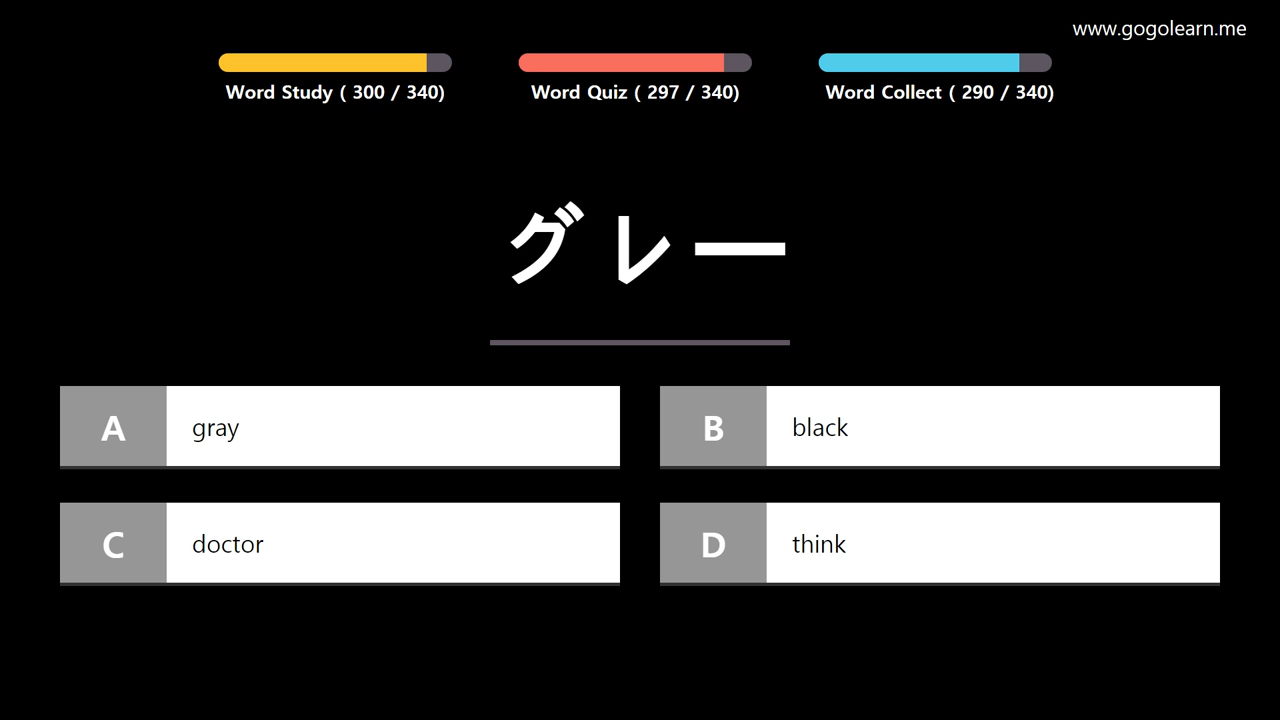 www.gogolearn.me
Word Study ( 300 / 340)
Word Quiz ( 297 / 340)
Word Collect ( 290 / 340)
グレー
A gray
B black
C doctor
D think